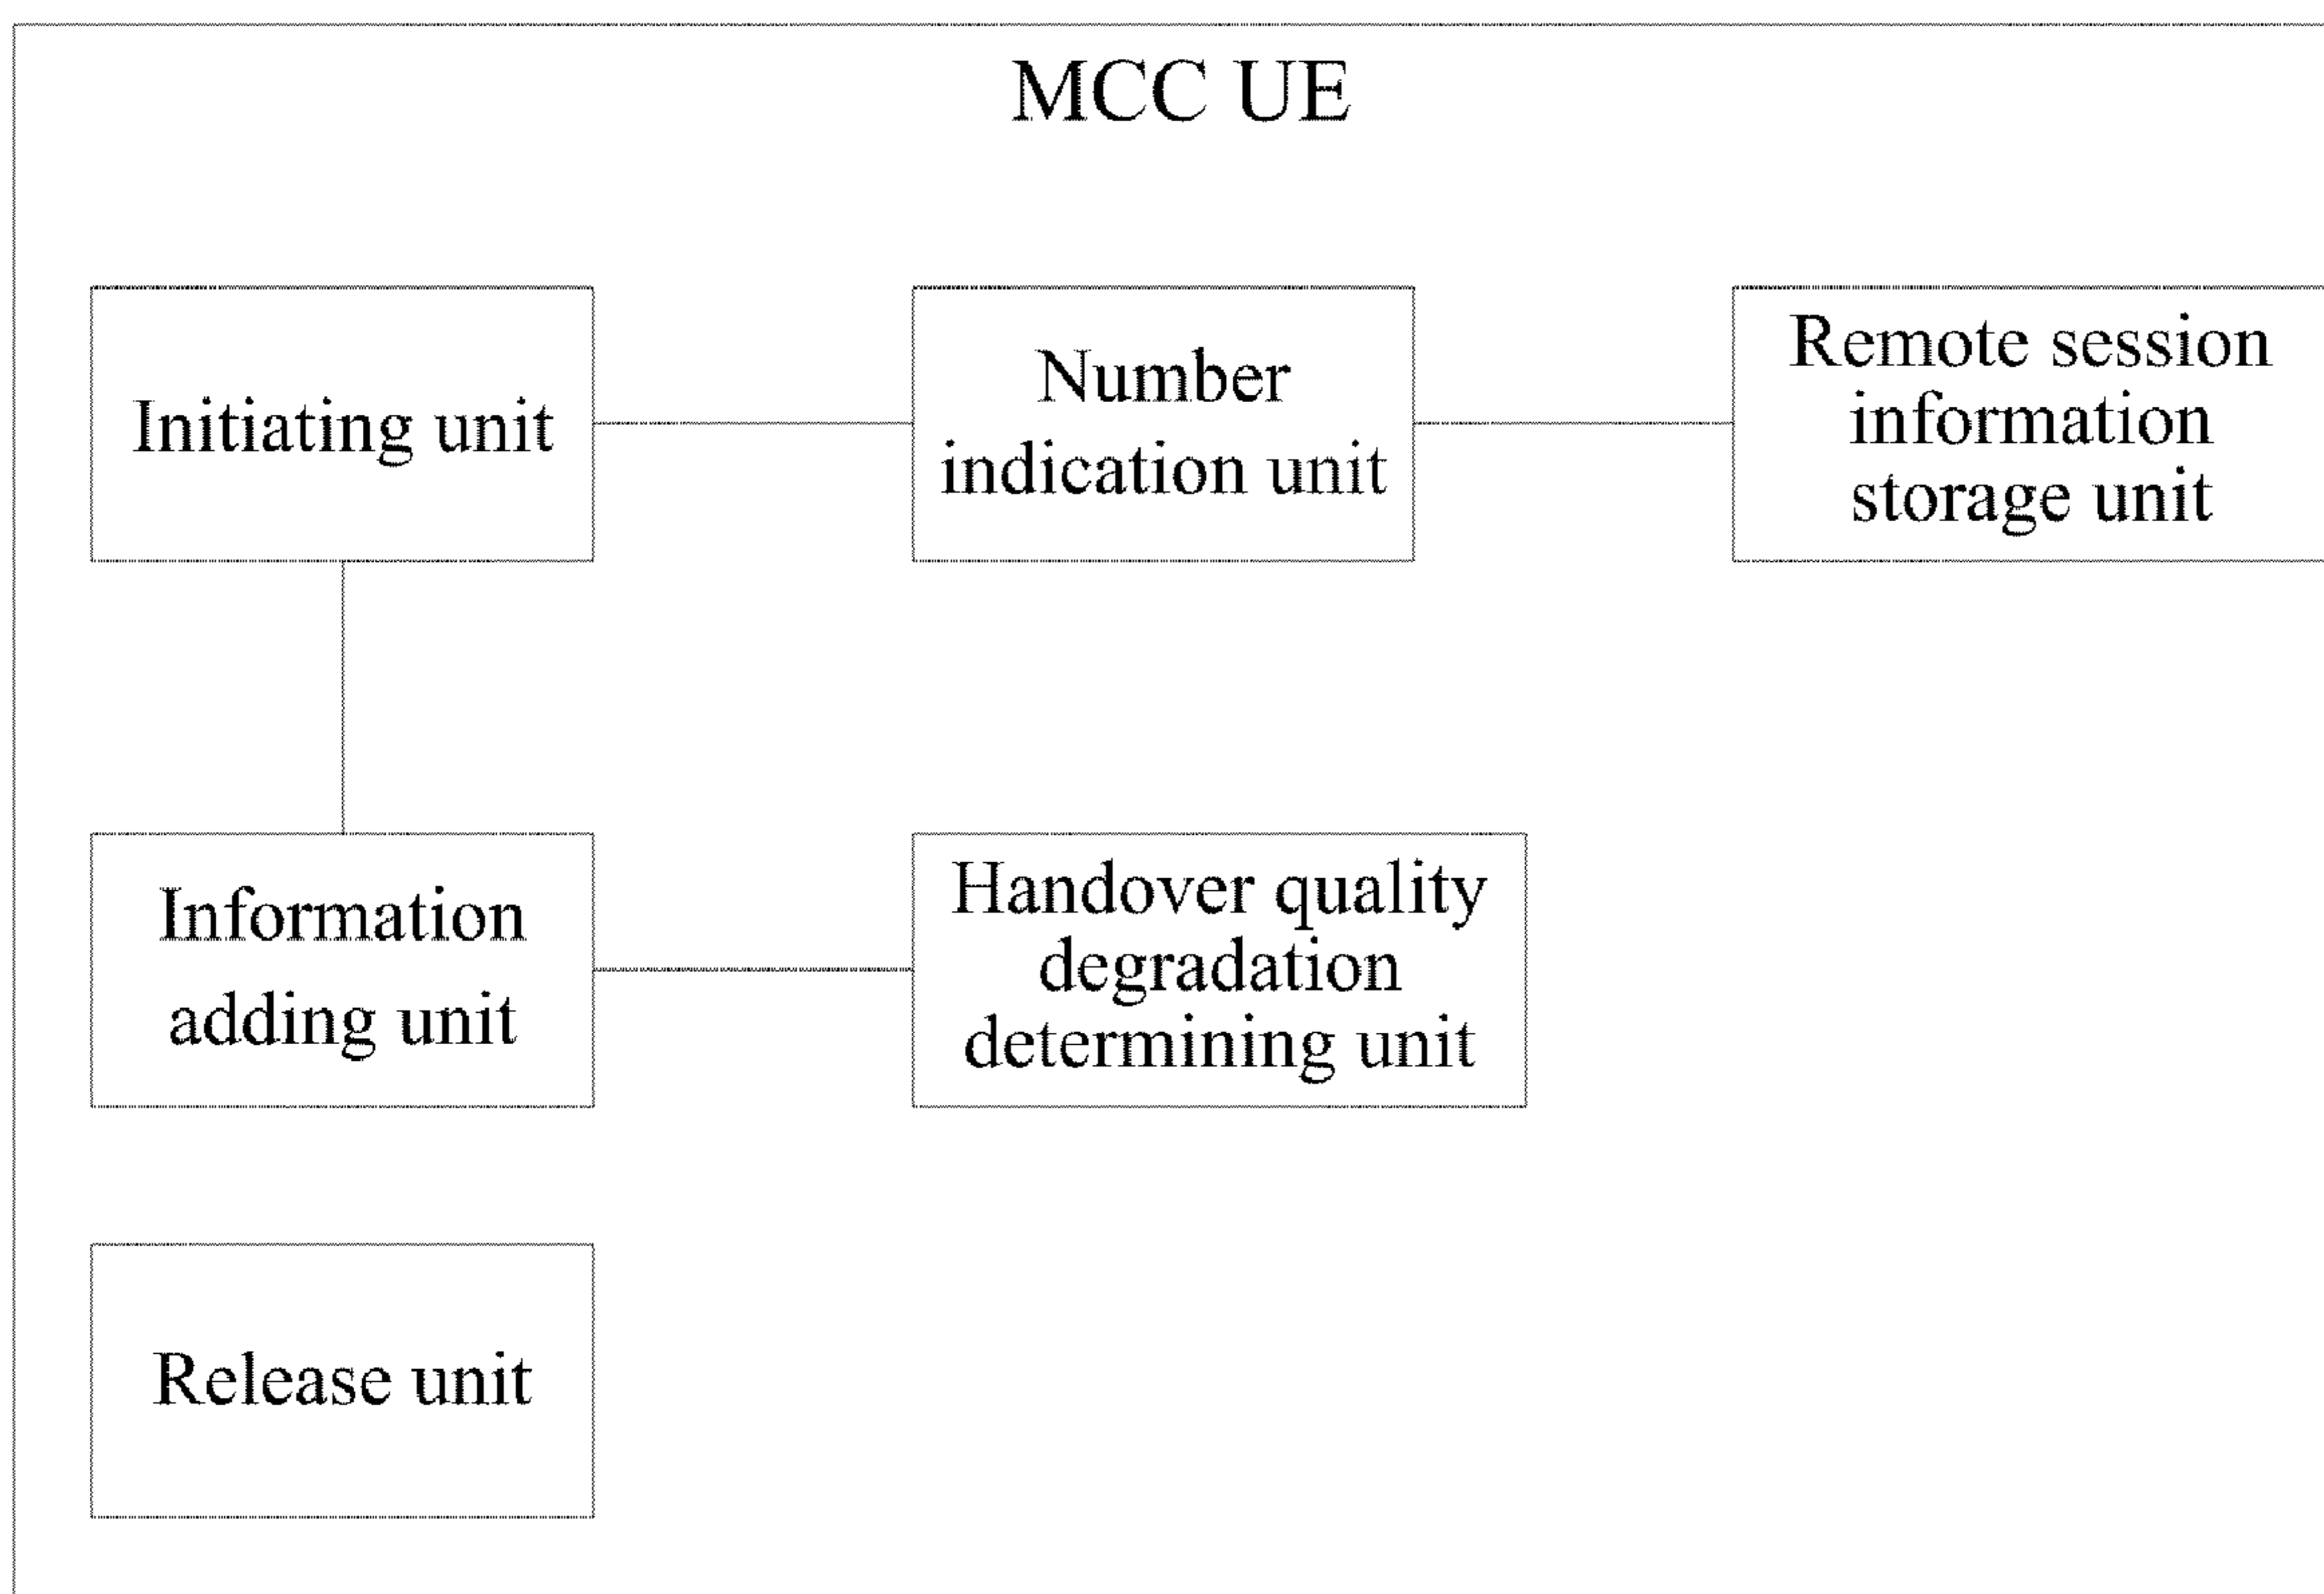 MCC UE
Initiating unit
Number
indication unit
Remote session
information
storage unit
Information
adding unit
Handover quality
degradation
determining unit
Release unit